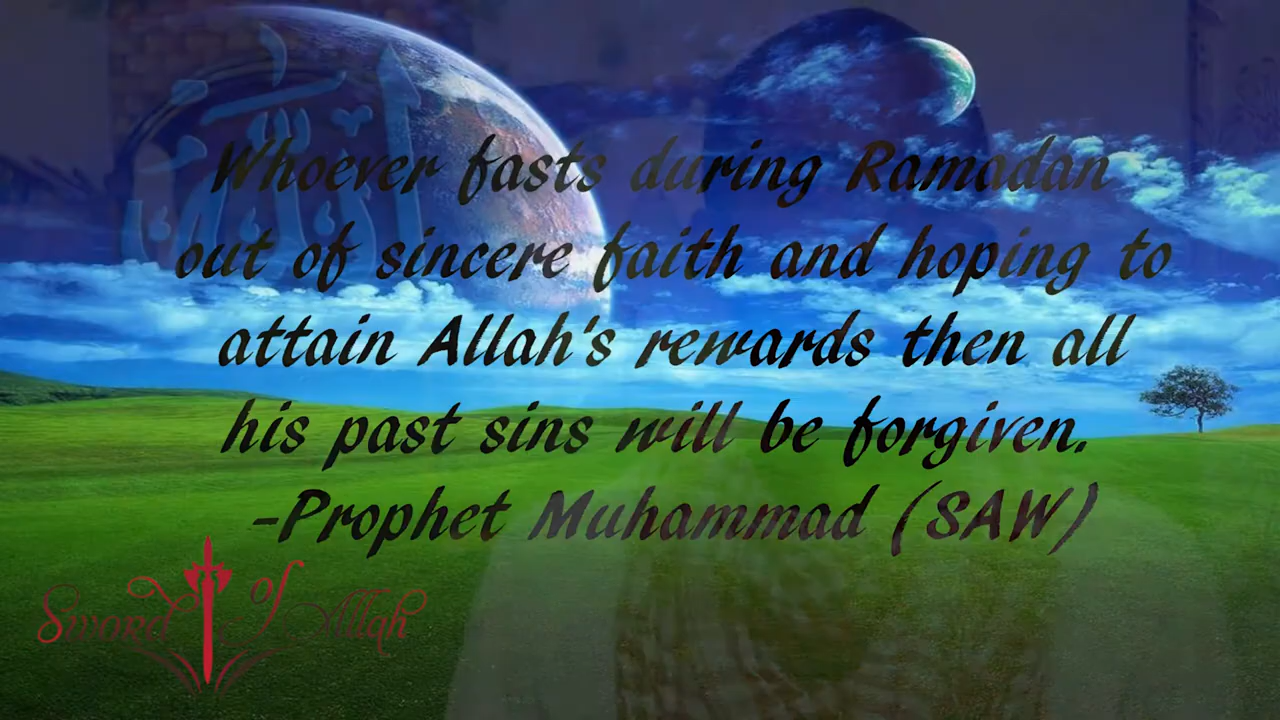 Whoever fasts during Ramadan
out of sincere faith and hoping to
attain Allah's rewards then all
his past sins will be forgiven.
-Prophet Muhammad (SAW)
Sword of Allah